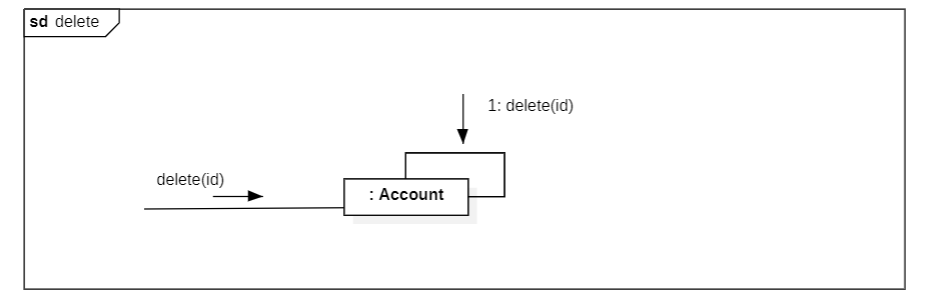 sd delete
1: delete(id)
delete(id)
: Account